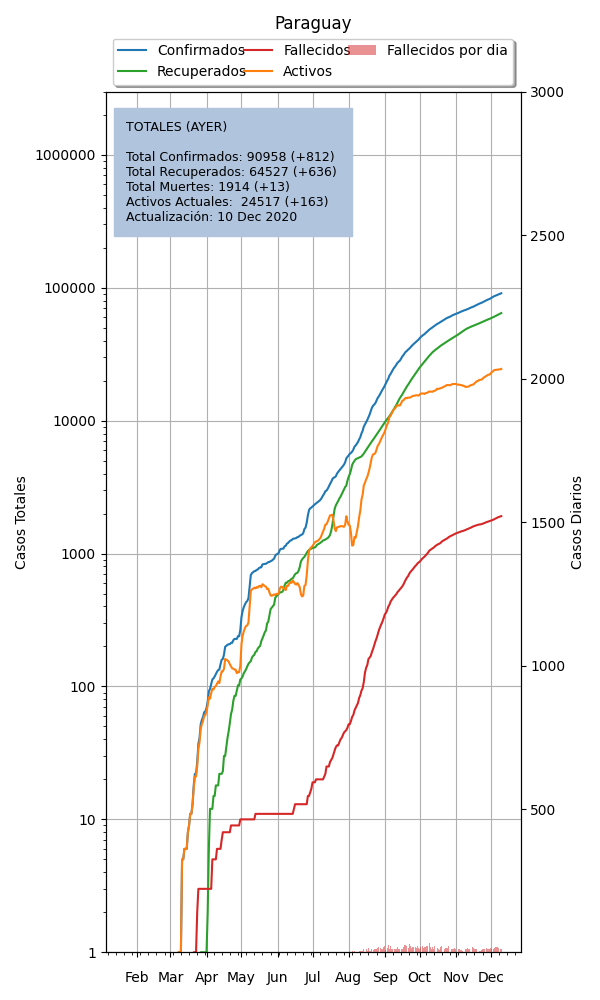 Paraguay
Confirmados
Fallecidos
Fallecidos por dia
Recuperados
Activos
TOTALES (AYER)
Total Confirmados: 90958 (+812)
Total Recuperados: 64527 (+636)
Total Muertes: 1914 (+13)
Activos Actuales:  24517 (+163)
Actualización: 10 Dec 2020
Casos Totales
1000000
100000
10000
1000
100
10
1
3000
2500
2000
1500
1000
500
Casos Diarios
Feb Mar Apr May Jun Jul Aug Sep Oct Nov Dec